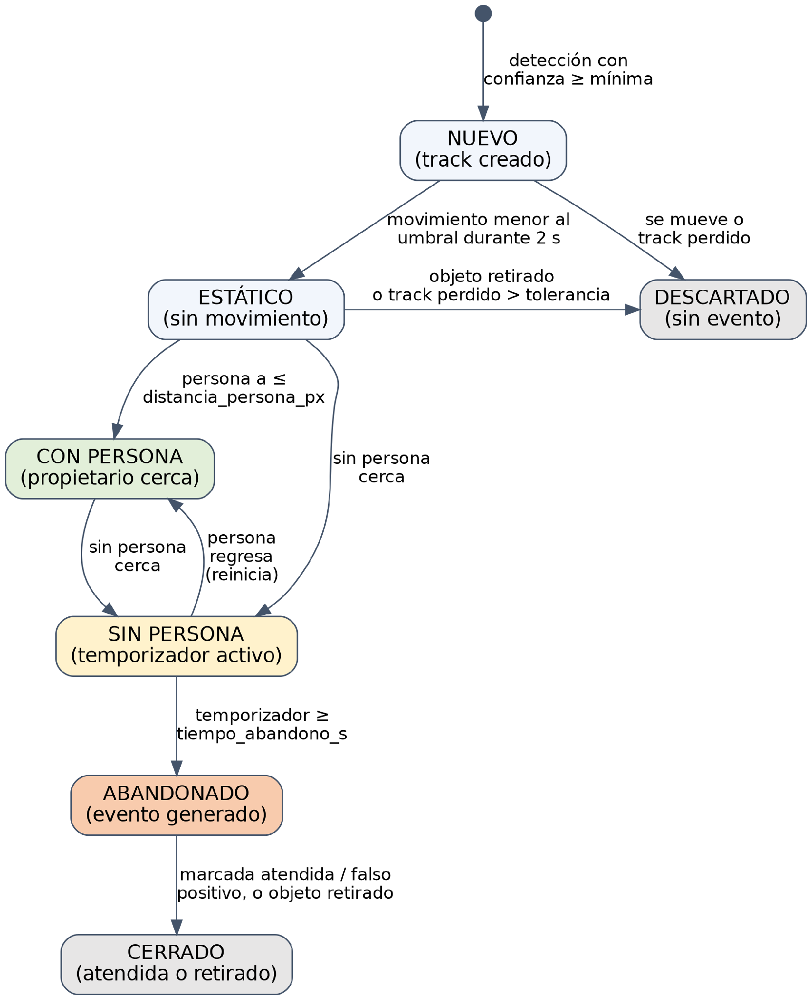 detección con
confianza ≥ mínima
NUEVO
(track creado)
movimiento menor al
umbral durante 2 s
se mueve o
track perdido
objeto retirado
o track perdido > tolerancia
ESTÁTICO
(sin movimiento)
DESCARTADO
(sin evento)
persona a ≤
distancia_persona_px
sin persona
cerca
CON PERSONA
(propietario cerca)
sin persona
cerca
persona
regresa
(reinicia)
SIN PERSONA
(temporizador activo)
temporizador ≥
tiempo_abandono_s
ABANDONADO
(evento generado)
marcada atendida / falso
positivo, o objeto retirado
CERRADO
(atendida o retirado)